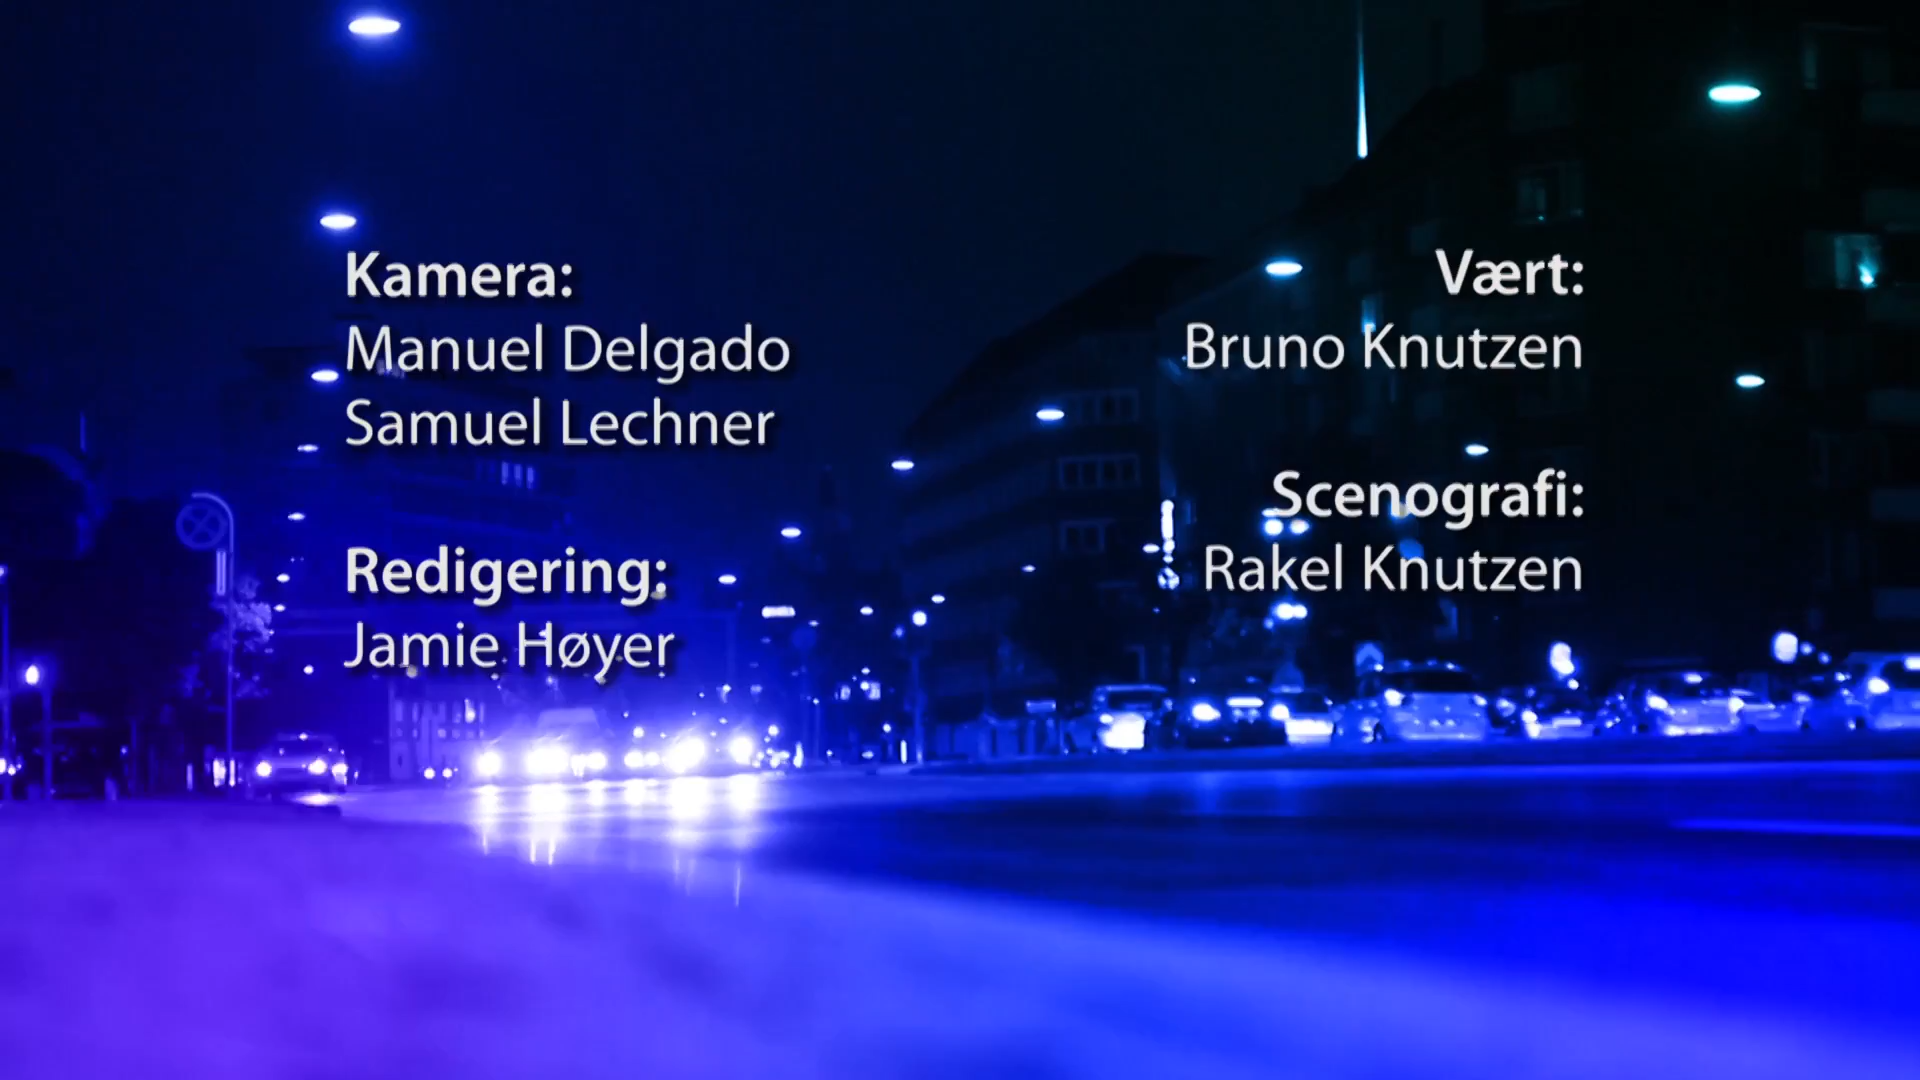 Kamera:
Manuel Delgado
Samuel Lechner
Redigering:
Jamie Høyer
Vært:
Bruno Knutzen
Scenografi:
Rakel Knutzen